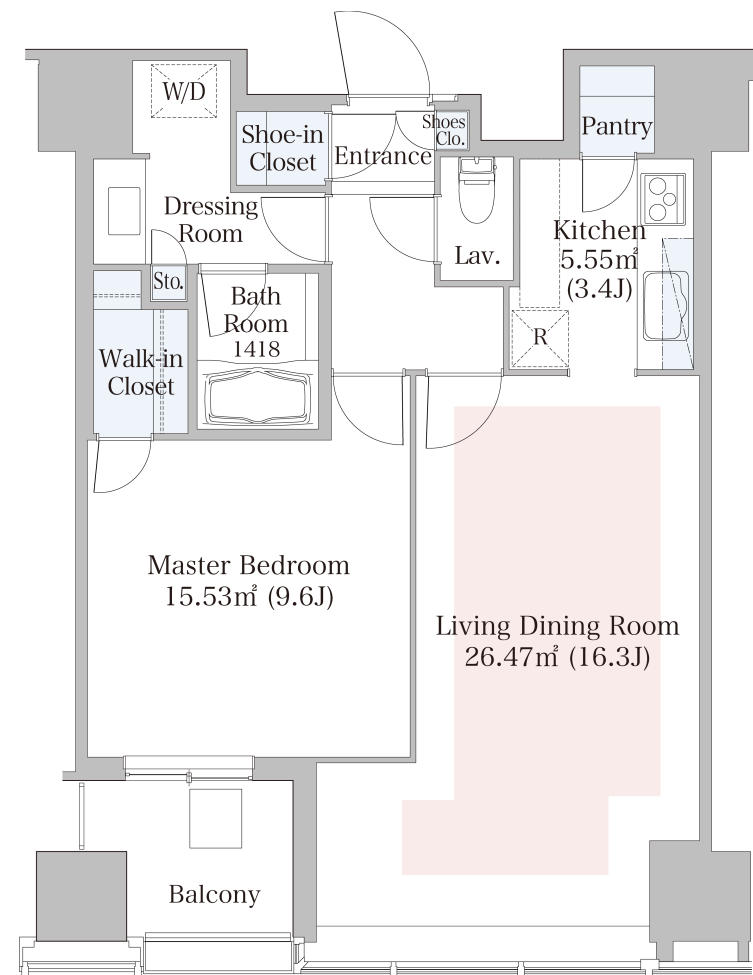 W/D
Shoe-in
Closet
Entrance
Shoes
Clo.
Pantry
Dressing
Room
Lav.
Kitchen
5.55㎡
(3.4J)
Sto.
Bath
Room
1418
R
Walk-in
Closet
Master Bedroom
15.53㎡ (9.6J)
Living Dining Room
26.47㎡ (16.3J)
Balcony